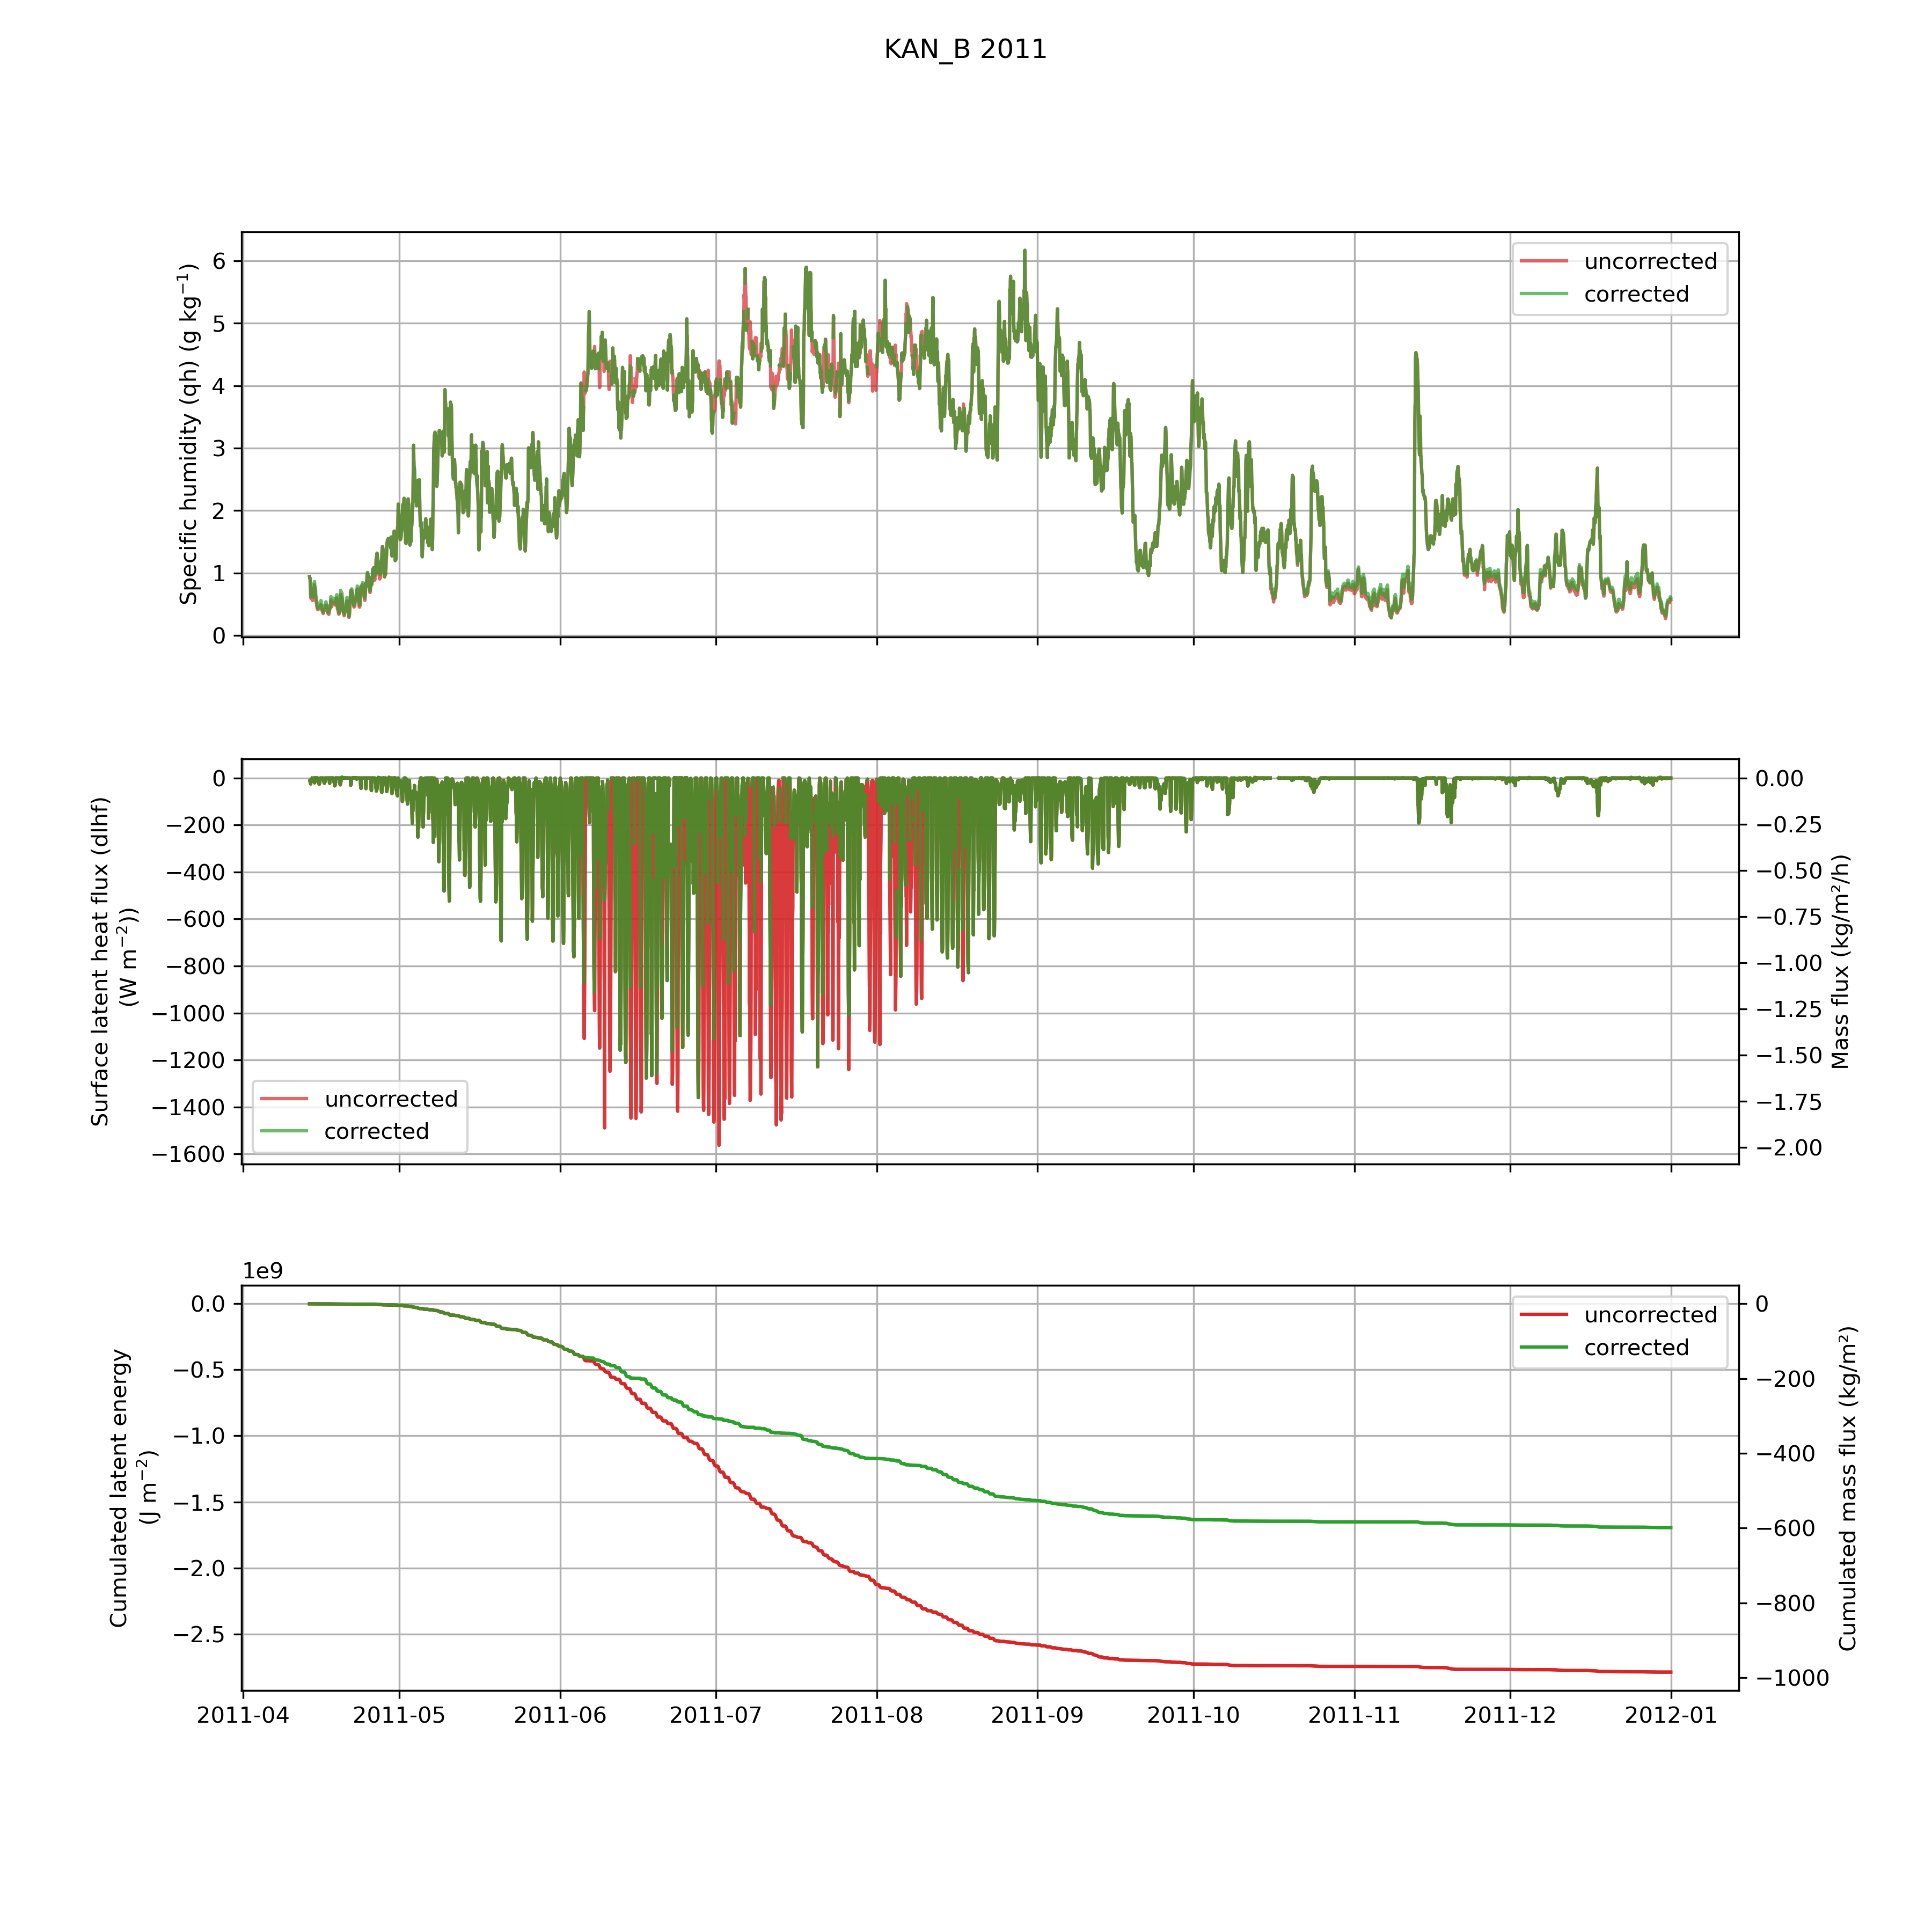 KAN_B 2011
Specific humidity (qh) (g kg⁻¹)
6
5
4
3
2
1
0
uncorrected
corrected
Surface latent heat flux (dlhf)
(W m⁻²))
0
−200
−400
−600
−800
−1000
−1200
−1400
−1600
uncorrected
corrected
0.00
−0.25
−0.50
−0.75
−1.00
−1.25
−1.50
−1.75
−2.00
Mass flux (kg/m²/h)
1e9
Cumulated latent energy
(J m⁻²)
0.0
−0.5
−1.0
−1.5
−2.0
−2.5
uncorrected
corrected
0
−200
−400
−600
−800
−1000
Cumulated mass flux (kg/m²)
2011-04 2011-05 2011-06 2011-07 2011-08 2011-09 2011-10 2011-11 2011-12 2012-01